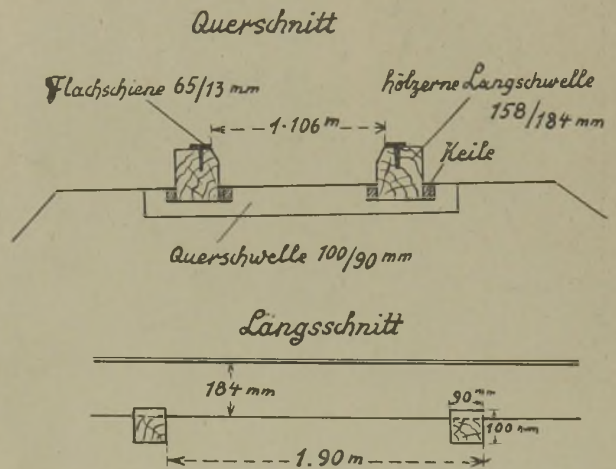 Querschnitt
Flachschiene 65/13 mm
hölzerne Langschwelle
158/184 mm
1·106 m
Keile
Querschwelle 100/90 mm
Längsschnitt
184 mm
90 mm
100 mm
1.90 m